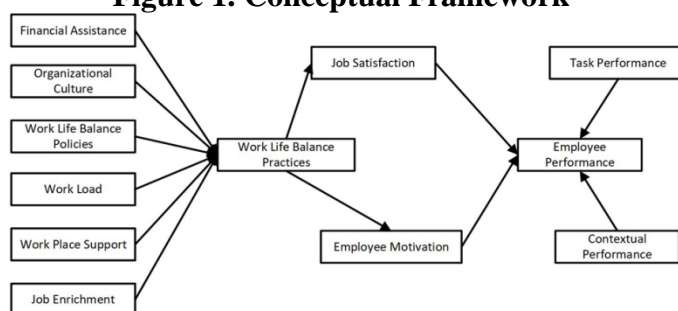 Figure 1: Conceptual Framework
Financial Assistance
Organizational
Culture
Work Life Balance
Policies
Work Load
Work Place Support
Job Enrichment
Work Life Balance
Practices
Job Satisfaction
Employee Motivation
Task Performance
Employee
Performance
Contextual
Performance